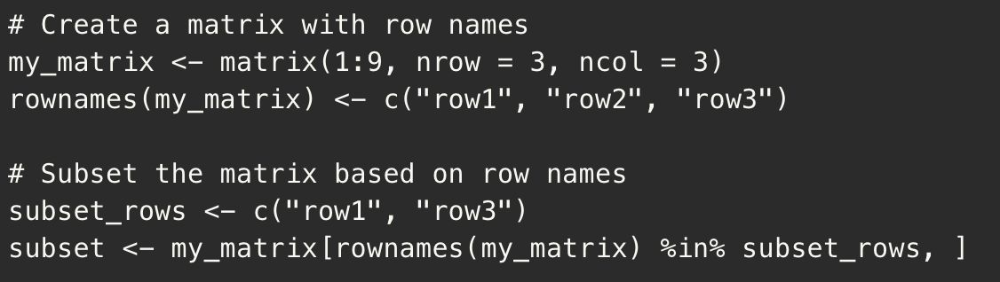 # Create a matrix with row names
my_matrix <- matrix(1:9, nrow = 3, ncol = 3)
rownames(my_matrix) <- c("row1", "row2", "row3")

# Subset the matrix based on row names
subset_rows <- c("row1", "row3")
subset <- my_matrix[rownames(my_matrix) %in% subset_rows, ]